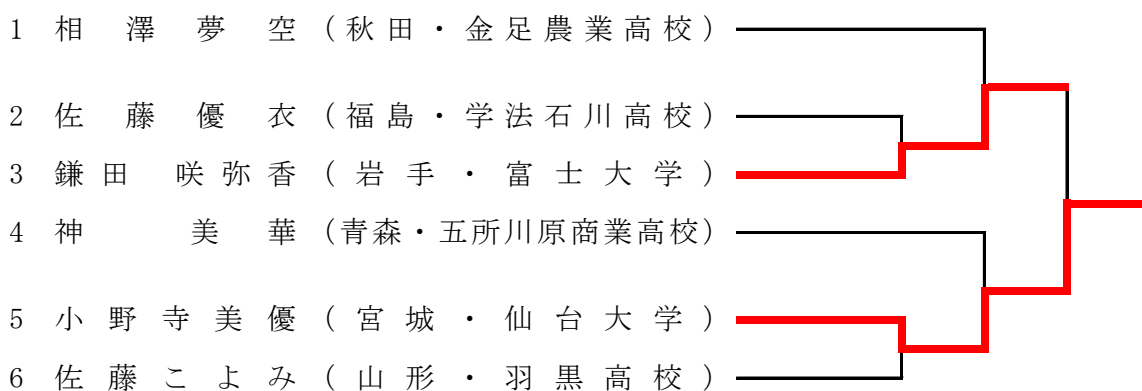 1 相澤夢空（秋田・金足農業高校）
2 佐藤優衣（福島・学法石川高校）
3 鎌田 咲弥香（岩手・富士大学）
4 神 美華（青森・五所川原商業高校）
5 小野寺美優（宮城・仙台大学）
6 佐藤こよみ（山形・羽黒高校）